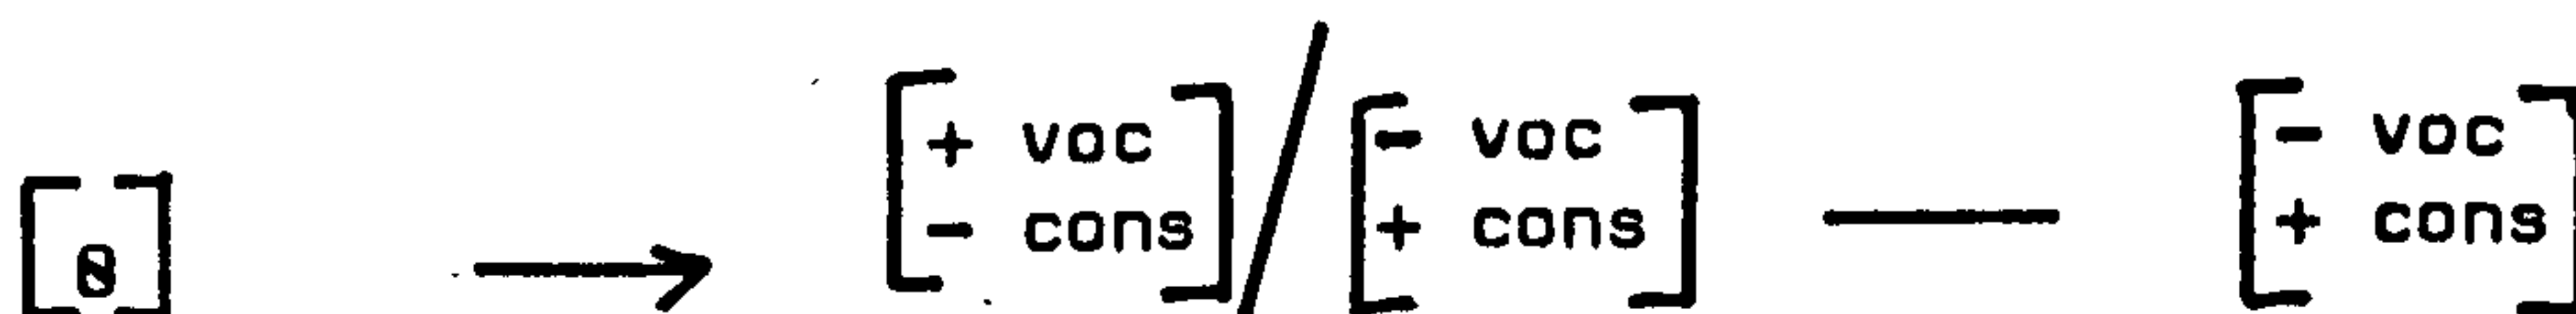 [+ voc] / [- voc] [- voc]
[0] → [- cons] / [+ cons] — [+ cons]